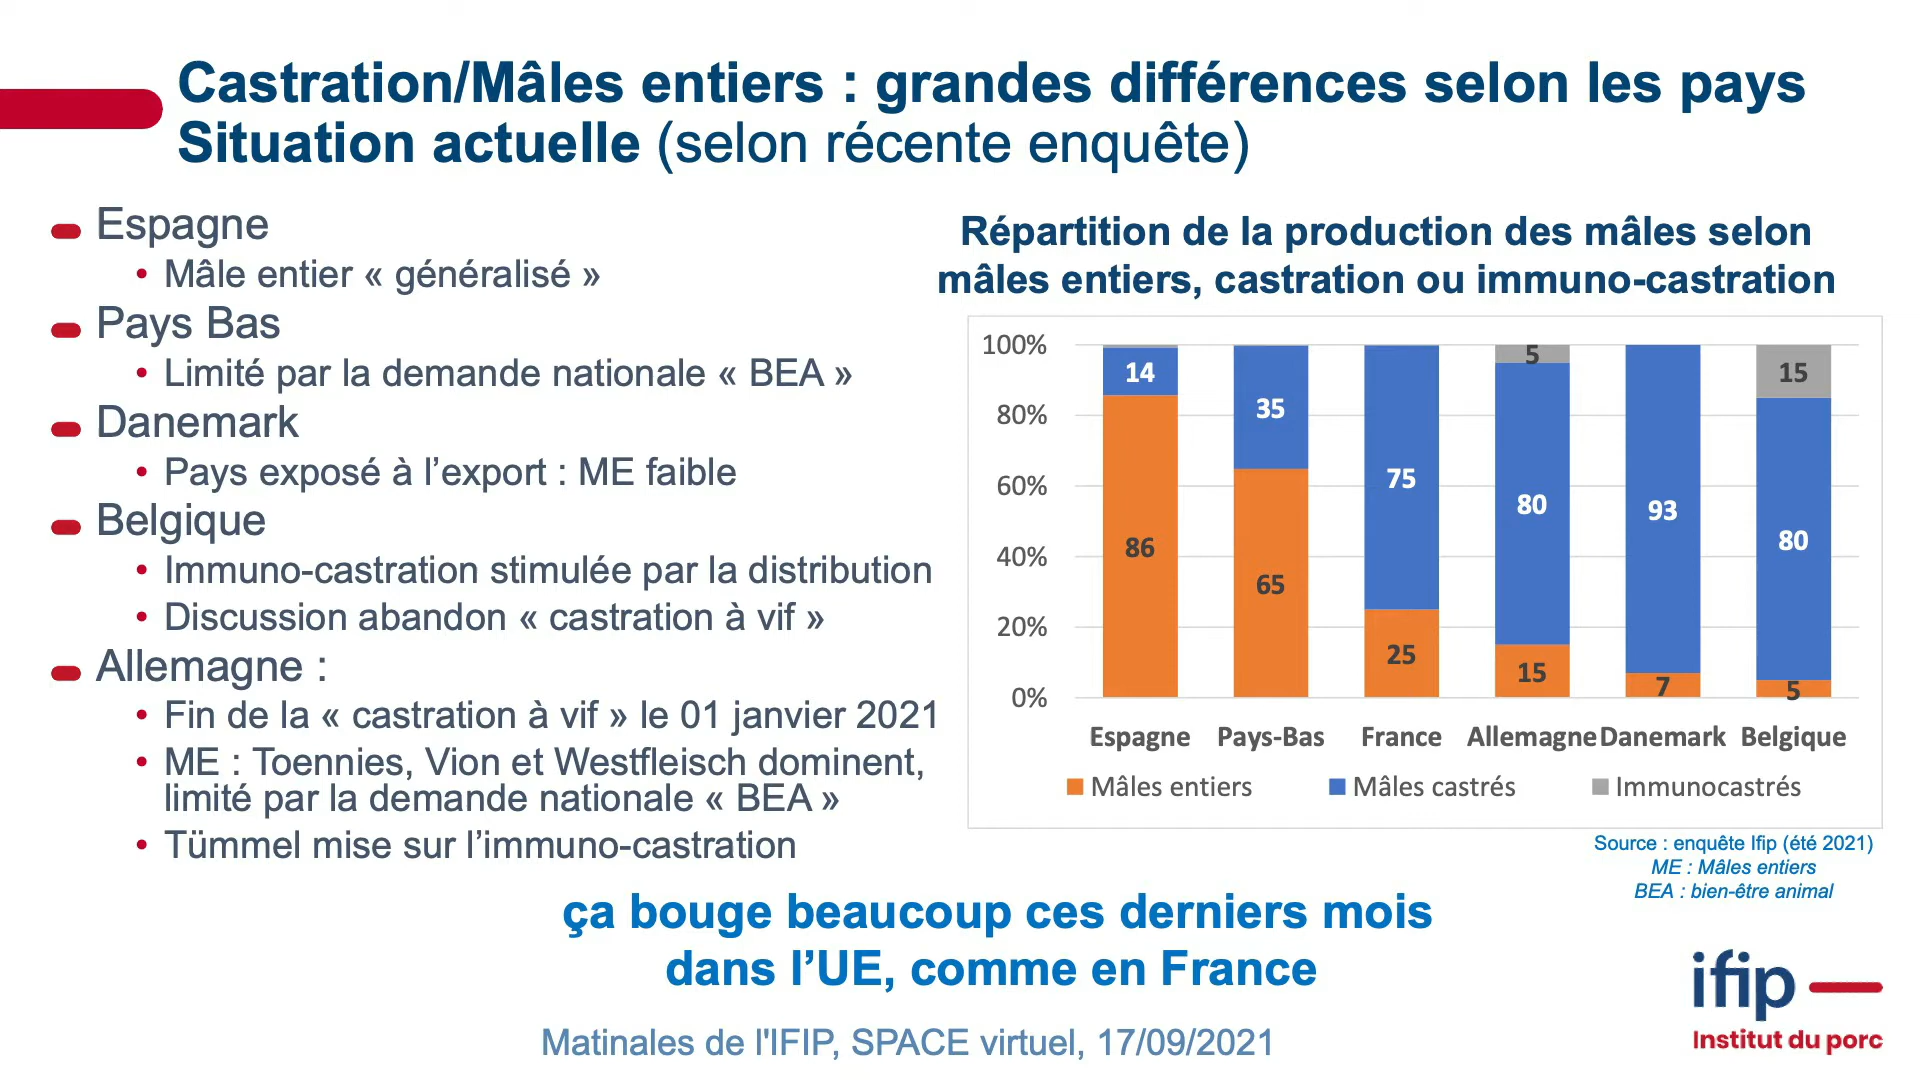 Castration/Mâles entiers : grandes différences selon les pays
Situation actuelle (selon récente enquête)
Espagne
• Mâle entier « généralisé »
Pays Bas
• Limité par la demande nationale « BEA »
Danemark
• Pays exposé à l’export : ME faible
Belgique
• Immuno-castration stimulée par la distribution
• Discussion abandon « castration à vif »
Allemagne :
• Fin de la « castration à vif » le 01 janvier 2021
• ME : Toennies, Vion et Westfleisch dominent,
limité par la demande nationale « BEA »
• Tümmel mise sur l’immuno-castration
Répartition de la production des mâles selon
mâles entiers, castration ou immuno-castration
100%
80%
60%
40%
20%
0%
14
86
35
65
75
25
5
80
15
93
7
15
80
5
Espagne Pays-Bas France Allemagne Danemark Belgique
Mâles entiers Mâles castrés Immunocastrés
Source : enquête Ifip (été 2021)
ME : Mâles entiers
BEA : bien-être animal
ça bouge beaucoup ces derniers mois
dans l’UE, comme en France
Matinales de l'IFIP, SPACE virtuel, 17/09/2021
ifip
Institut du porc